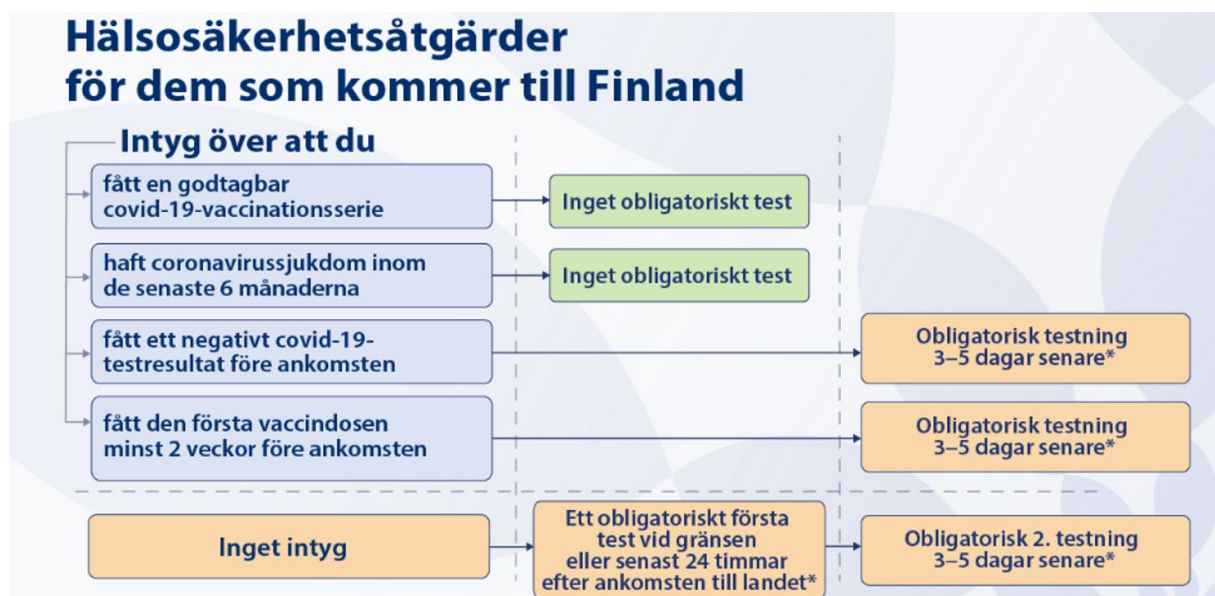 Hälsosäkerhetsåtgärder
för dem som kommer till Finland
Intyg över att du
fått en godtagbar
covid-19-vaccinationsserie
Inget obligatoriskt test
haft coronavirussjukdom inom
de senaste 6 månaderna
Inget obligatoriskt test
fått ett negativt covid-19-
testresultat före ankomsten
Obligatorisk testning
3–5 dagar senare*
fått den första vaccindosen
minst 2 veckor före ankomsten
Obligatorisk testning
3–5 dagar senare*
Inget intyg
Ett obligatoriskt första
test vid gränsen
eller senast 24 timmar
efter ankomsten till landet*
Obligatorisk 2. testning
3–5 dagar senare*